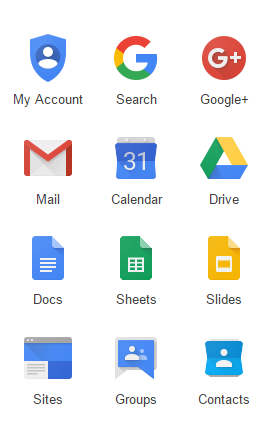 My Account Search Google+
G+
31
Mail Calendar Drive
Docs Sheets Slides
Sites Groups Contacts